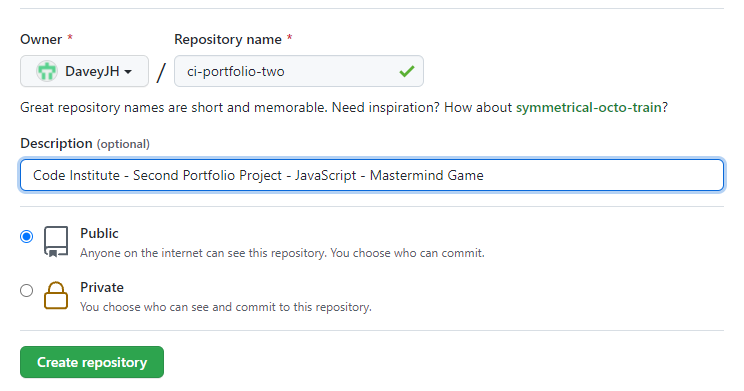 Owner * Repository name *
DaveyJH / ci-portfolio-two
Great repository names are short and memorable. Need inspiration? How about symmetrical-octo-train?
Description (optional)
Code Institute - Second Portfolio Project - JavaScript - Mastermind Game
Public
Anyone on the internet can see this repository. You choose who can commit.
Private
You choose who can see and commit to this repository.
Create repository